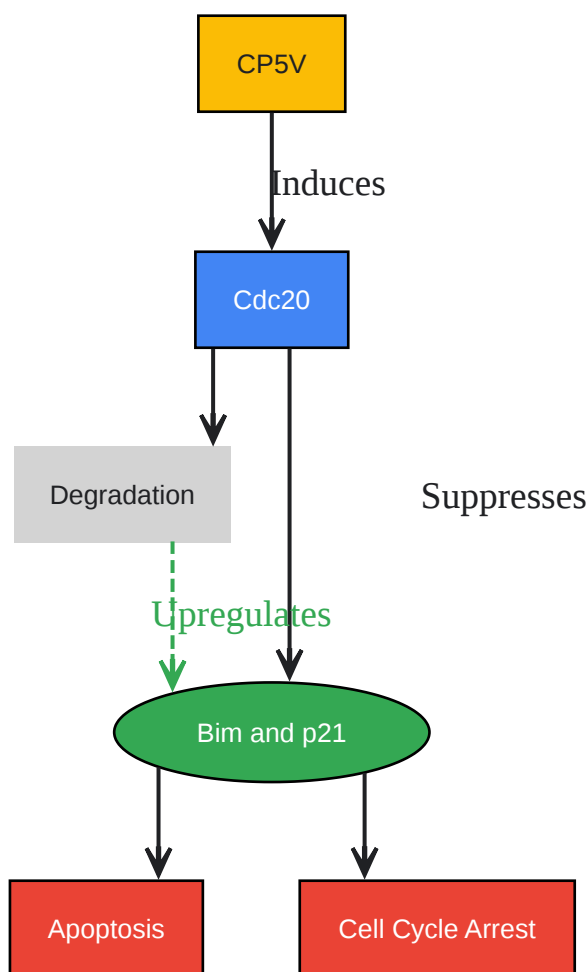 CP5V
Induces
Cdc20
Degradation
Suppresses
Upregulates
Bim and p21
Apoptosis
Cell Cycle Arrest